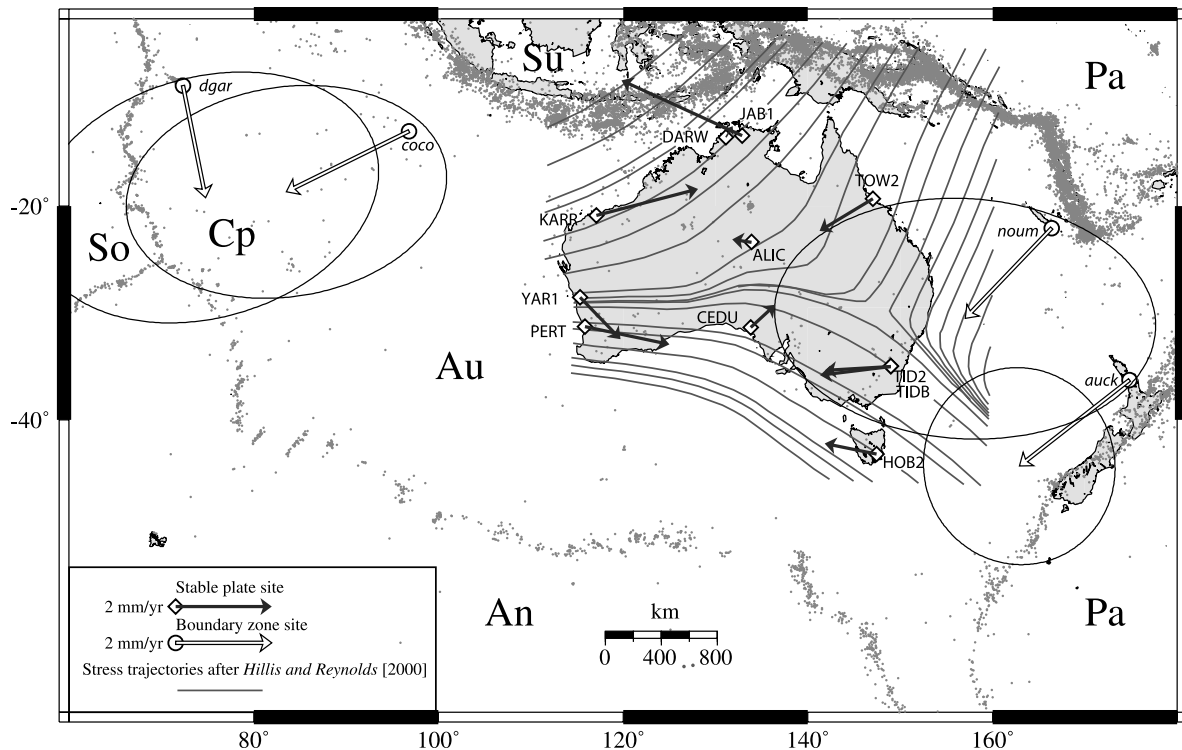 Su
Pa
dgar
coco
JAB1
DARW
TOW2
-20°
KARR
noum
So
Cp
ALIC
YAR1
CEDU
PERT
Au
TID2
TIDB
auck
-40°
HOB2
An
Pa
Stable plate site
2 mm/yr
Boundary zone site
2 mm/yr
Stress trajectories after Hillis and Reynolds [2000]
km
0 400 800
80° 100° 120° 140° 160°